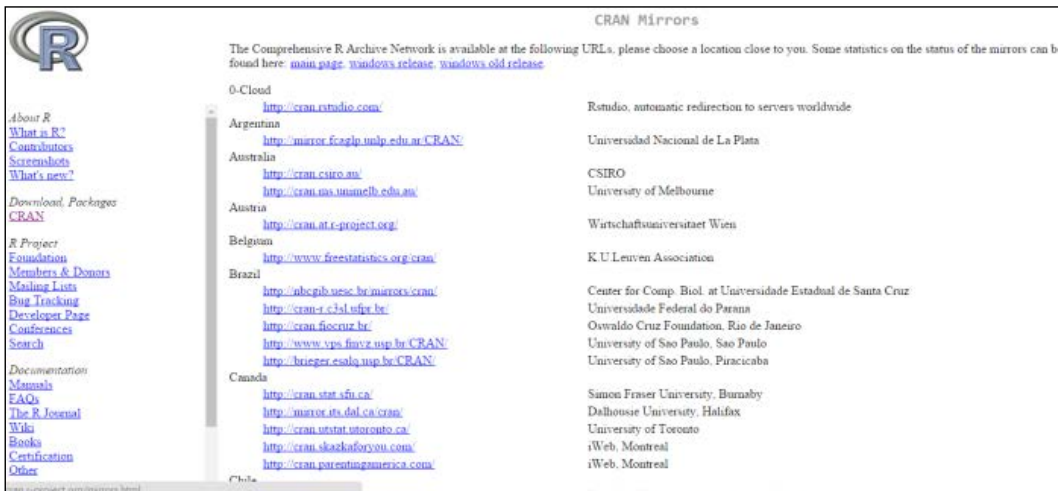 R
About R
What is R?
Contributors
Screenshots
What's new?
Download, Packages
CRAN
R Project
Foundation
Members & Donors
Mailing Lists
Bug Tracking
Developer Page
Conferences
Search
Documentation
Manuals
FAQs
The R Journal
Wiki
Books
Certification
Other
CRAN Mirrors
The Comprehensive R Archive Network is available at the following URLs, please choose a location close to you. Some statistics on the status of the mirrors can b
found here: main page, windows release, windows old release.
0-Cloud
http://cran.rstudio.com/ Rstudio, automatic redirection to servers worldwide
Argentina
http://mirror.fcaglp.unlp.edu.ar/CRAN/ Universidad Nacional de La Plata
Australia
http://cran.csiro.au/ CSIRO
http://cran.ms.unimelb.edu.au/ University of Melbourne
Austria
http://cran.at.r-project.org/ Wirtschaftsuniversitaet Wien
Belgium
http://www.freestatistics.org/cran/ K.U.Leuven Association
Brazil
http://nbcgib.uesc.br/mirrors/cran/ Center for Comp. Biol. at Universidade Estadual de Santa Cruz
http://cran-r.c3sl.ufpr.br/ Universidade Federal do Parana
http://cran.fiocruz.br/ Oswaldo Cruz Foundation, Rio de Janeiro
http://www.vps.fmvz.usp.br/CRAN/ University of Sao Paulo, Sao Paulo
http://brieger.esalq.usp.br/CRAN/ University of Sao Paulo, Piracicaba
Canada
http://cran.stat.sfu.ca/ Simon Fraser University, Burnaby
http://mirror.its.dal.ca/cran/ Dalhousie University, Halifax
http://cran.utstat.utoronto.ca/ University of Toronto
http://cran.skazkaforyou.com/ iWeb, Montreal
http://cran.parentingamerica.com/ iWeb, Montreal
Chile
cran.r-project.org/mirrors.html